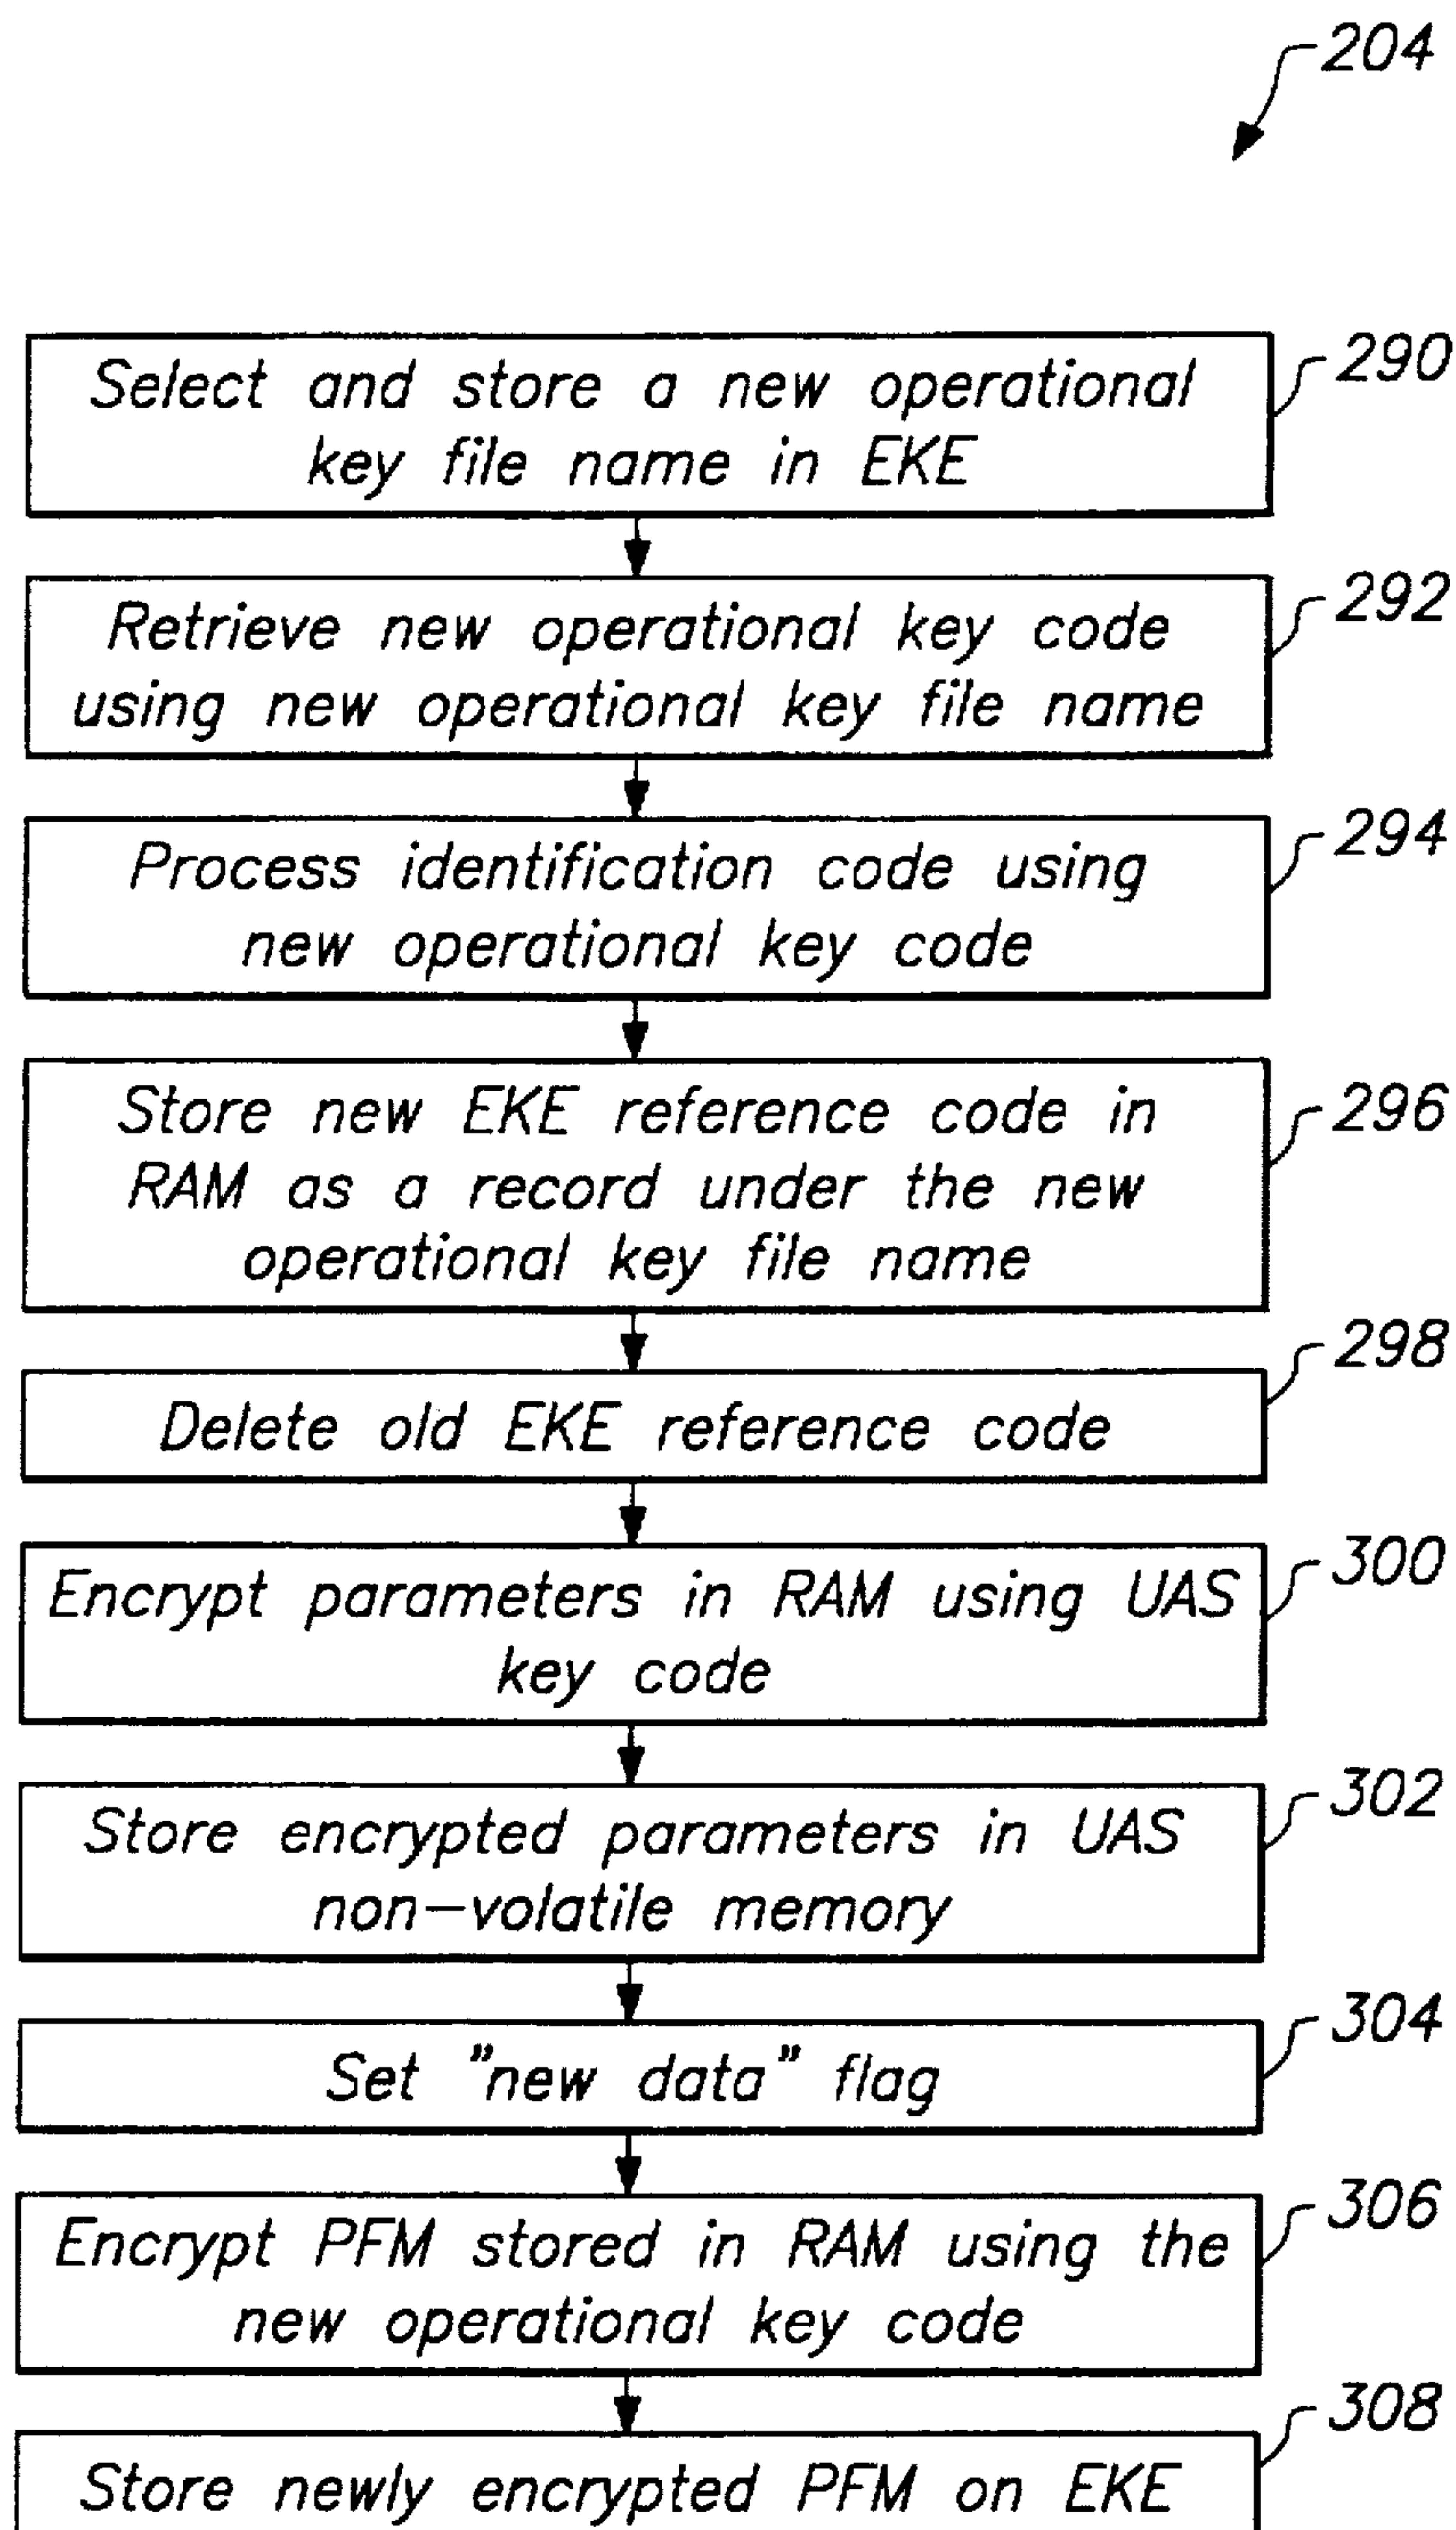 204
Select and store a new operational
key file name in EKE
290
Retrieve new operational key code
using new operational key file name
292
Process identification code using
new operational key code
294
Store new EKE reference code in
RAM as a record under the new
operational key file name
296
Delete old EKE reference code
298
Encrypt parameters in RAM using UAS
key code
300
Store encrypted parameters in UAS
non-volatile memory
302
Set "new data" flag
304
Encrypt PFM stored in RAM using the
new operational key code
306
Store newly encrypted PFM on EKE
308